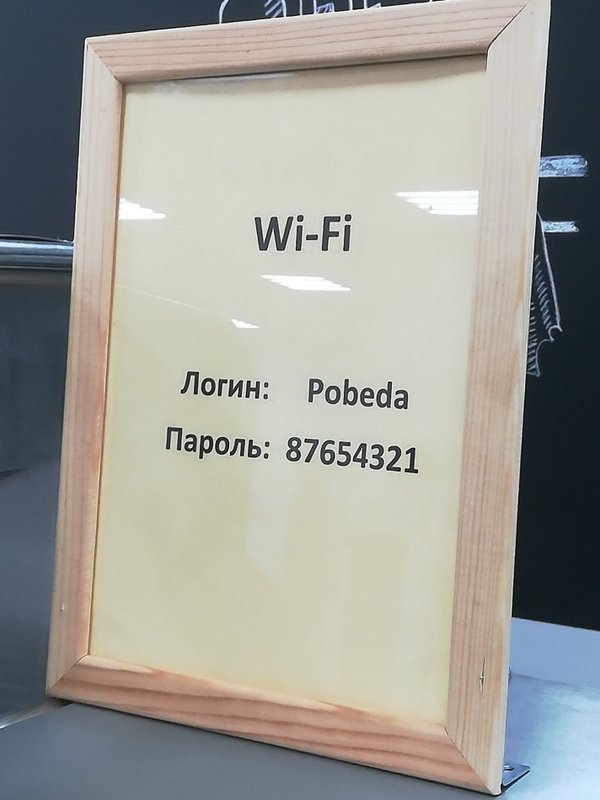 Wi-Fi
Логин: Pobeda
Пароль: 87654321